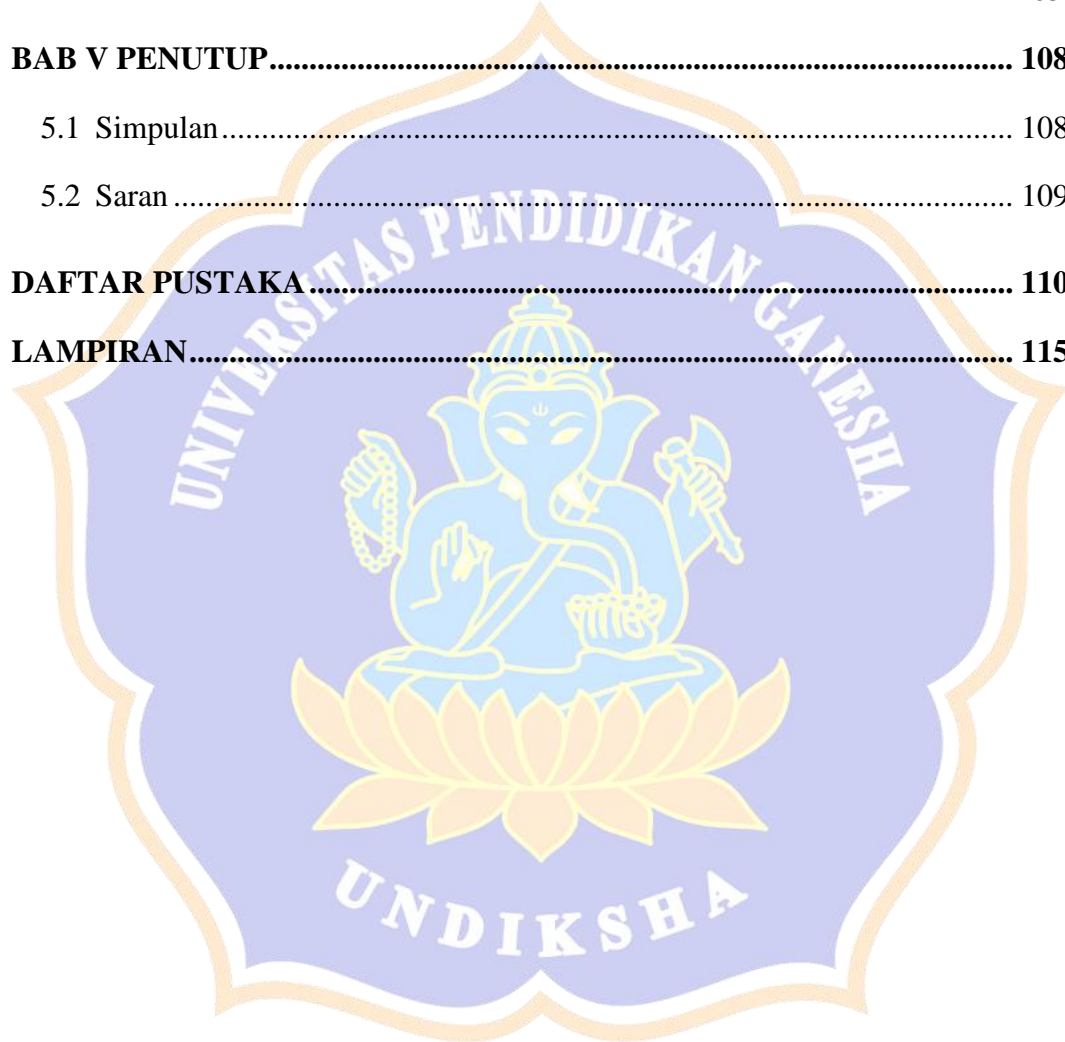 BAB V PENUTUP............................................................................................. 108
5.1 Simpulan................................................................................................... 108
5.2 Saran ......................................................................................................... 109
DAFTAR PUSTAKA ........................................................................................ 110
LAMPIRAN....................................................................................................... 115
UNIVERSITAS PENDIDIKAN GANESHA
UNDIKSHA